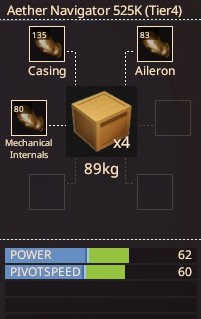 Aether Navigator 525K (Tier4)
135
83
Casing
Aileron
80
x4
Mechanical
Internals
89kg
POWER 62
PIVOTSPEED 60